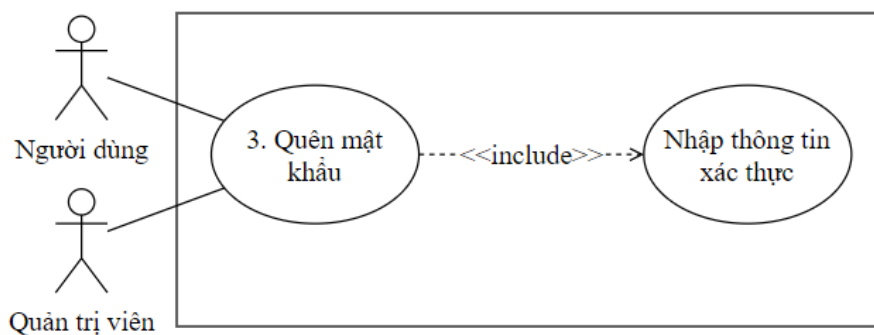 Người dùng
3. Quên mật
khẩu
<<include>>
Nhập thông tin
xác thực
Quản trị viên